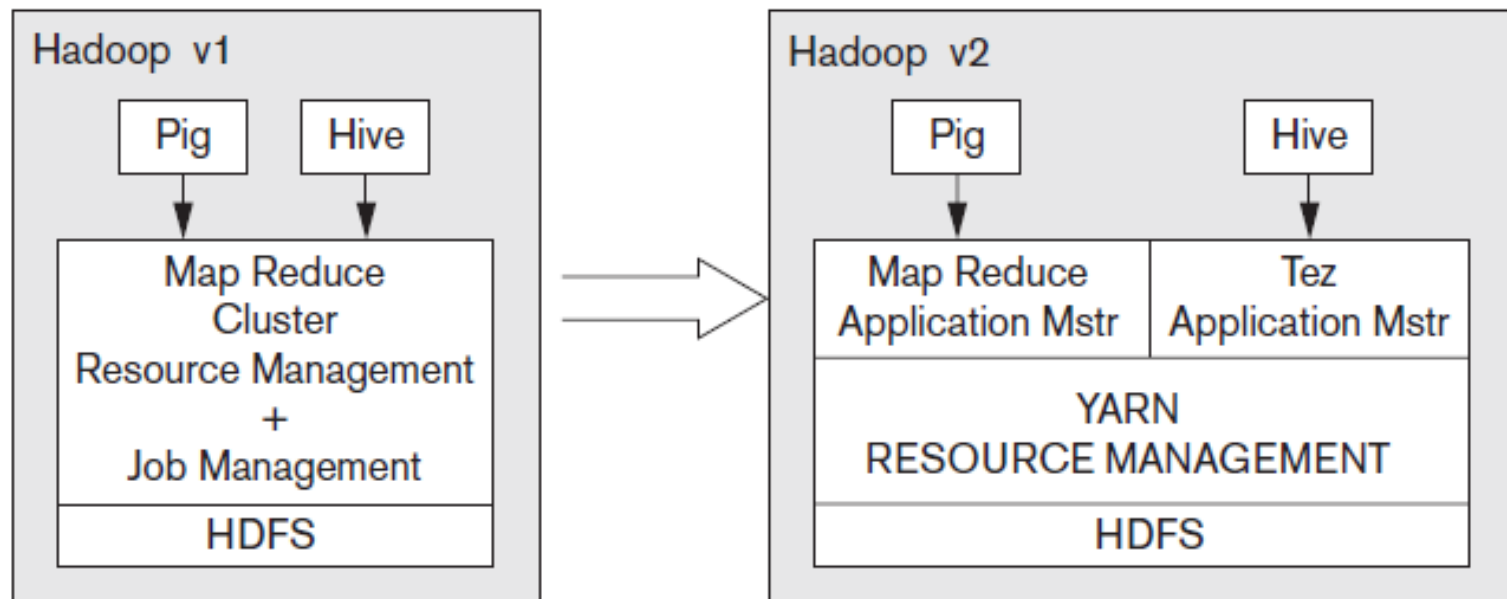 Hadoop v1
Pig
Hive
Map Reduce
Cluster
Resource Management
+
Job Management
HDFS
Hadoop v2
Pig
Hive
Map Reduce
Application Mstr
Tez
Application Mstr
YARN
RESOURCE MANAGEMENT
HDFS